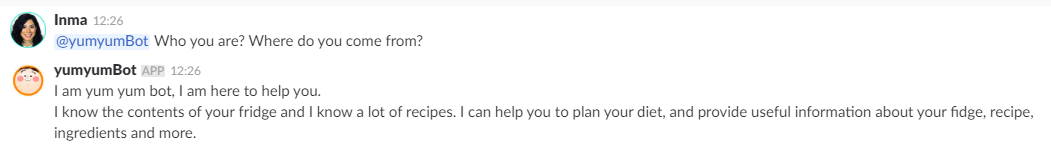 Inma 12:26
@yumyumBot Who you are? Where do you come from?
yumyumBot APP 12:26
I am yum yum bot, I am here to help you.
I know the contents of your fridge and I know a lot of recipes. I can help you to plan your diet, and provide useful information about your fidge, recipe,
ingredients and more.